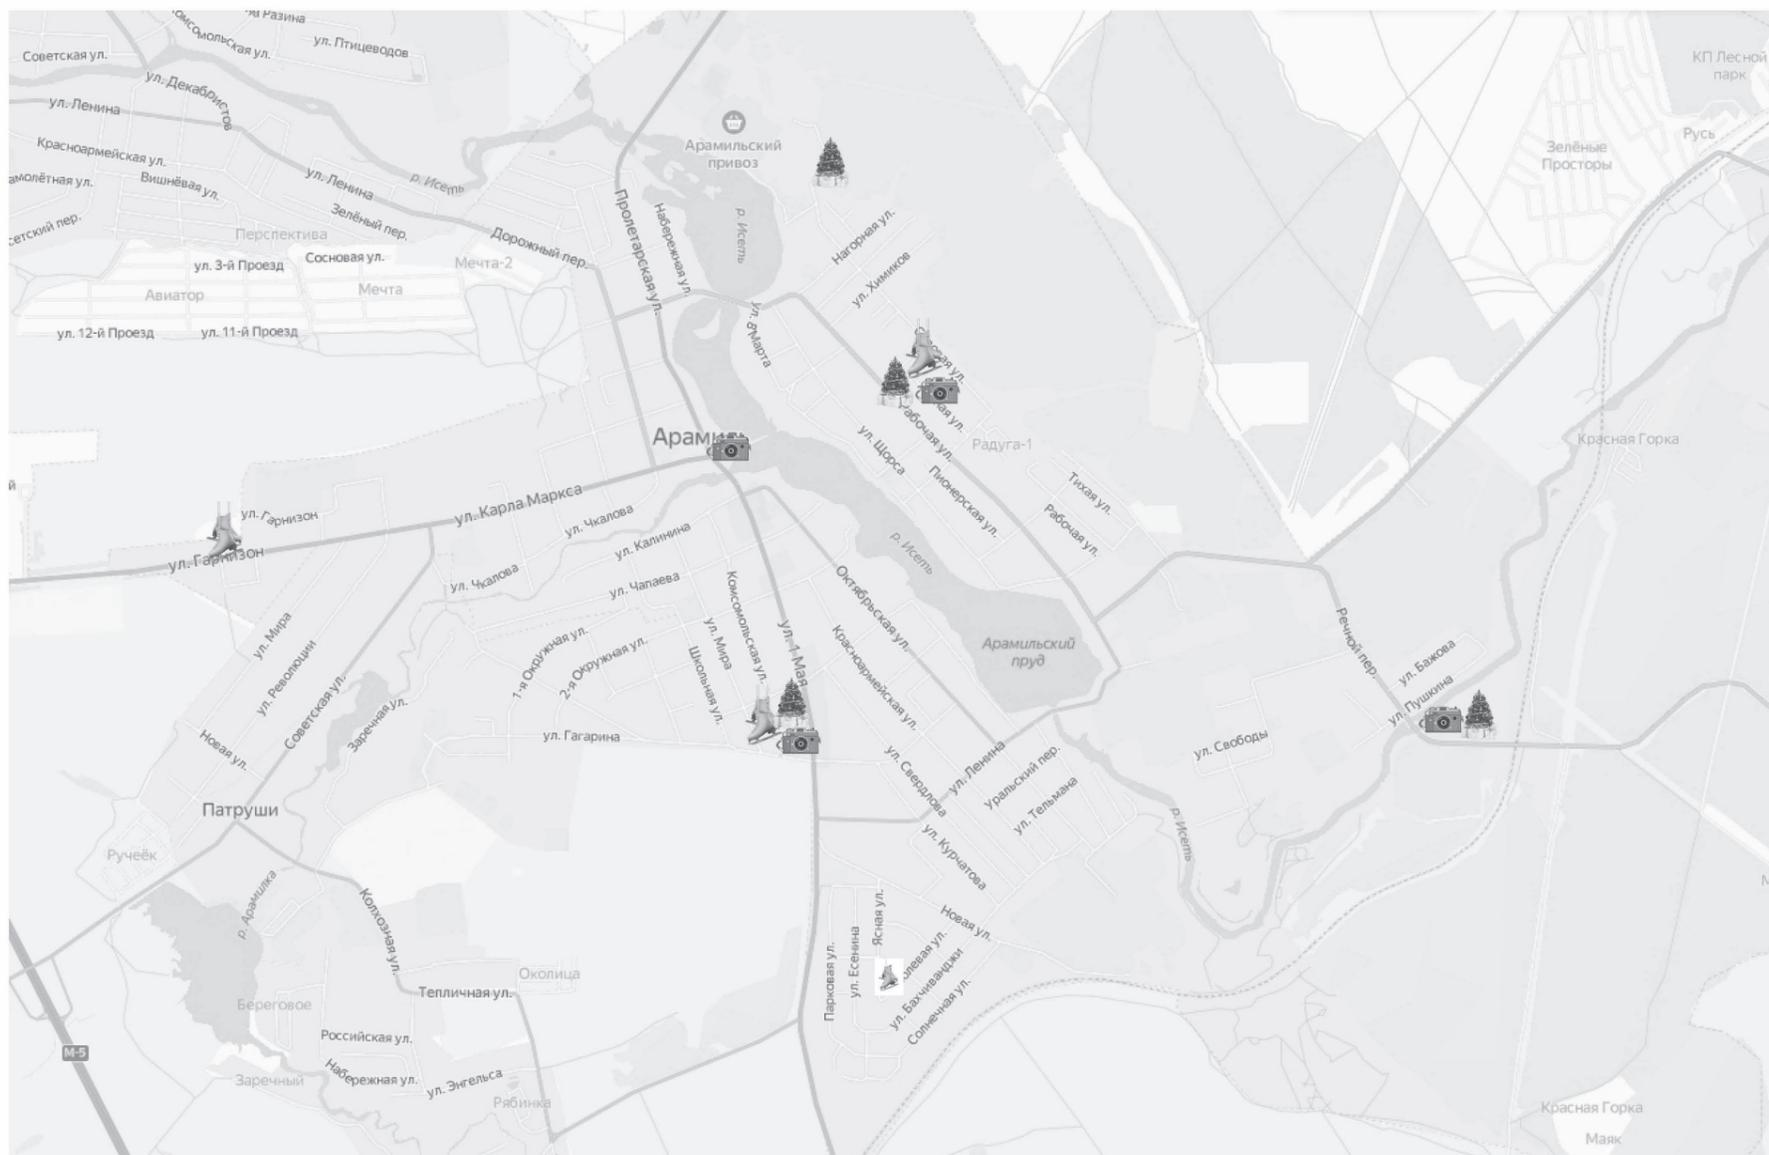 Советская ул.
ул. Птицеводов
КП Лесной
парк
ул. Декабристов
ул. Ленина
Арамильский
привоз
Русь
Зелёные
Просторы
Красноармейская ул.
Вишнёвая ул.
ул. Ленина
р. Исеть
Зелёный пер.
Перспектива
Пролетарская ул.
Набережная ул.
р. Исеть
Нагорная ул.
Дорожный пер.
ул. 3-й Проезд
Сосновая ул.
Мечта-2
ул. Химиков
Авиатор
Мечта
ул. 12-й Проезд
ул. 11-й Проезд
ул. 8 Марта
Рабочая ул.
Радуга-1
Красная Горка
ул. Щорса
Пионерская ул.
Тихая ул.
Рабочая ул.
ул. Карла Маркса
ул. Гарнизон
ул. Гарнизон
ул. Чкалова
ул. Калинина
р. Исеть
ул. Чкалова
ул. Чапаева
Комсомольская ул.
Октябрьская ул.
ул. Мира
ул. Революции
Советская ул.
1-я Окружная ул.
2-я Окружная ул.
ул. Мира
Школьная ул.
ул. 1 Мая
Красноармейская ул.
Арамильский
пруд
Речной пер.
ул. Бажова
ул. Пушкина
Новая ул.
Заречная ул.
ул. Гагарина
ул. Свердлова
ул. Ленина
Уральский пер.
ул. Тельмана
ул. Свободы
Патруши
Ручеёк
ул. Курчатова
р. Исеть
р. Арамилка
Колхозная ул.
Ясная ул.
Новая ул.
Парковая ул.
ул. Есенина
ул. Бахчиванджи
Солнечная ул.
Околица
Тепличная ул.
Береговое
Российская ул.
М-5
Заречный
Набережная ул.
ул. Энгельса
Рябинка
Красная Горка
Маяк